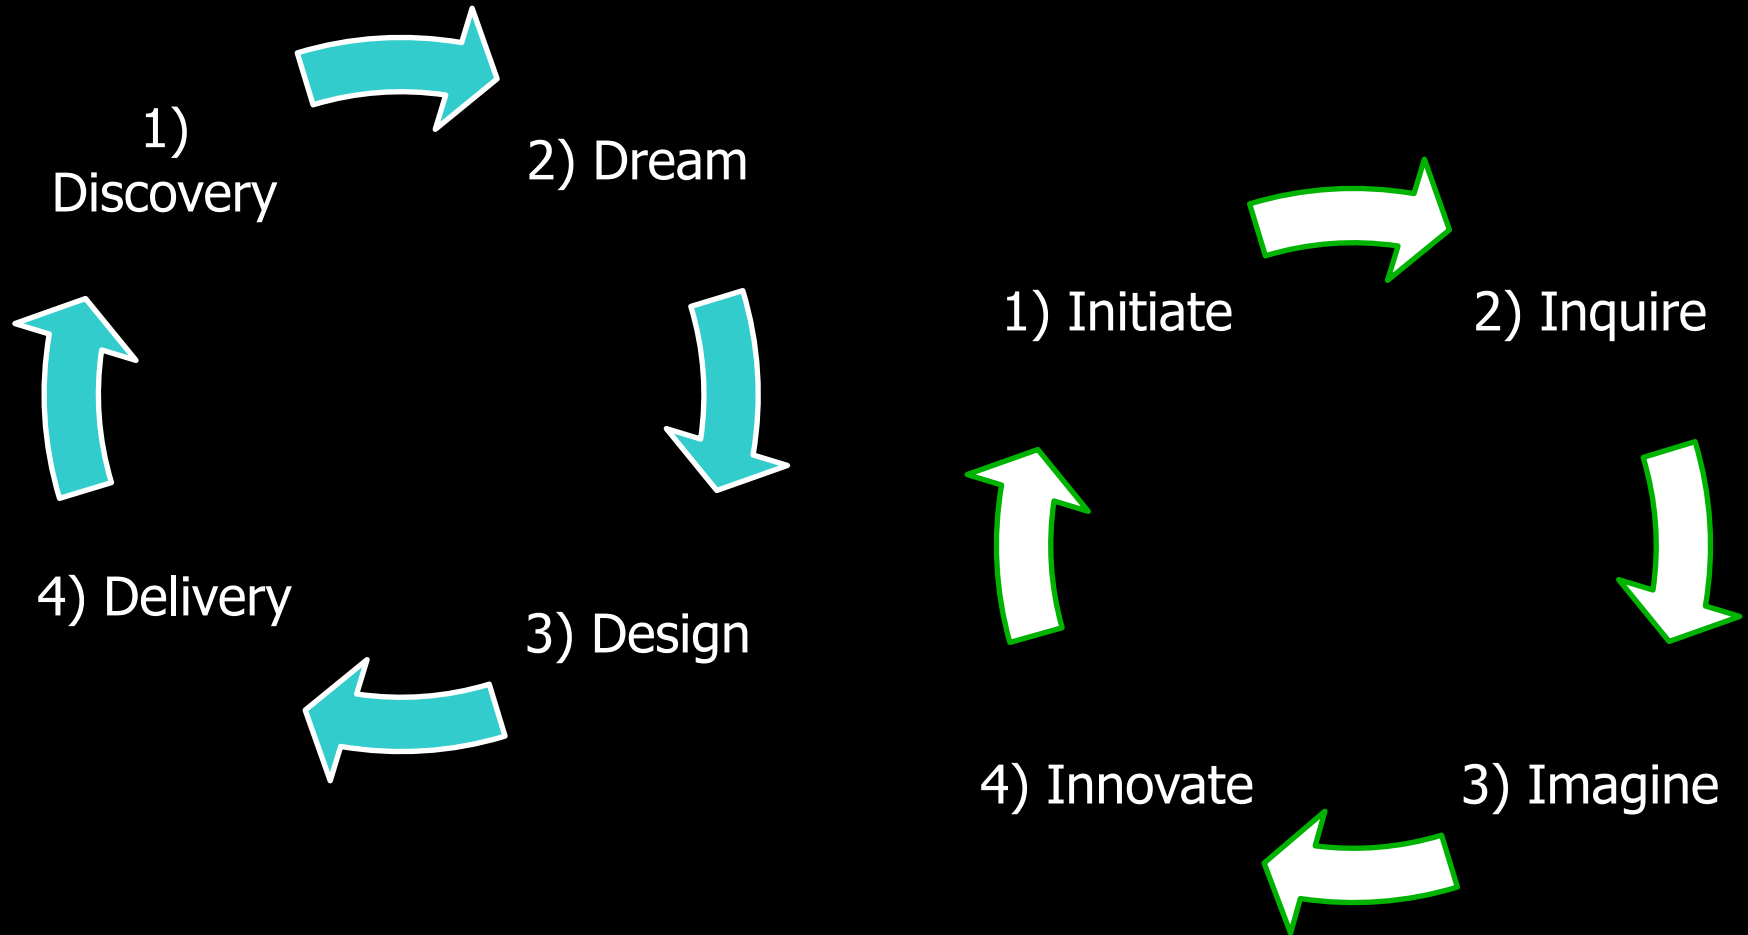 1)
Discovery
2) Dream
3) Design
4) Delivery
1) Initiate
2) Inquire
3) Imagine
4) Innovate